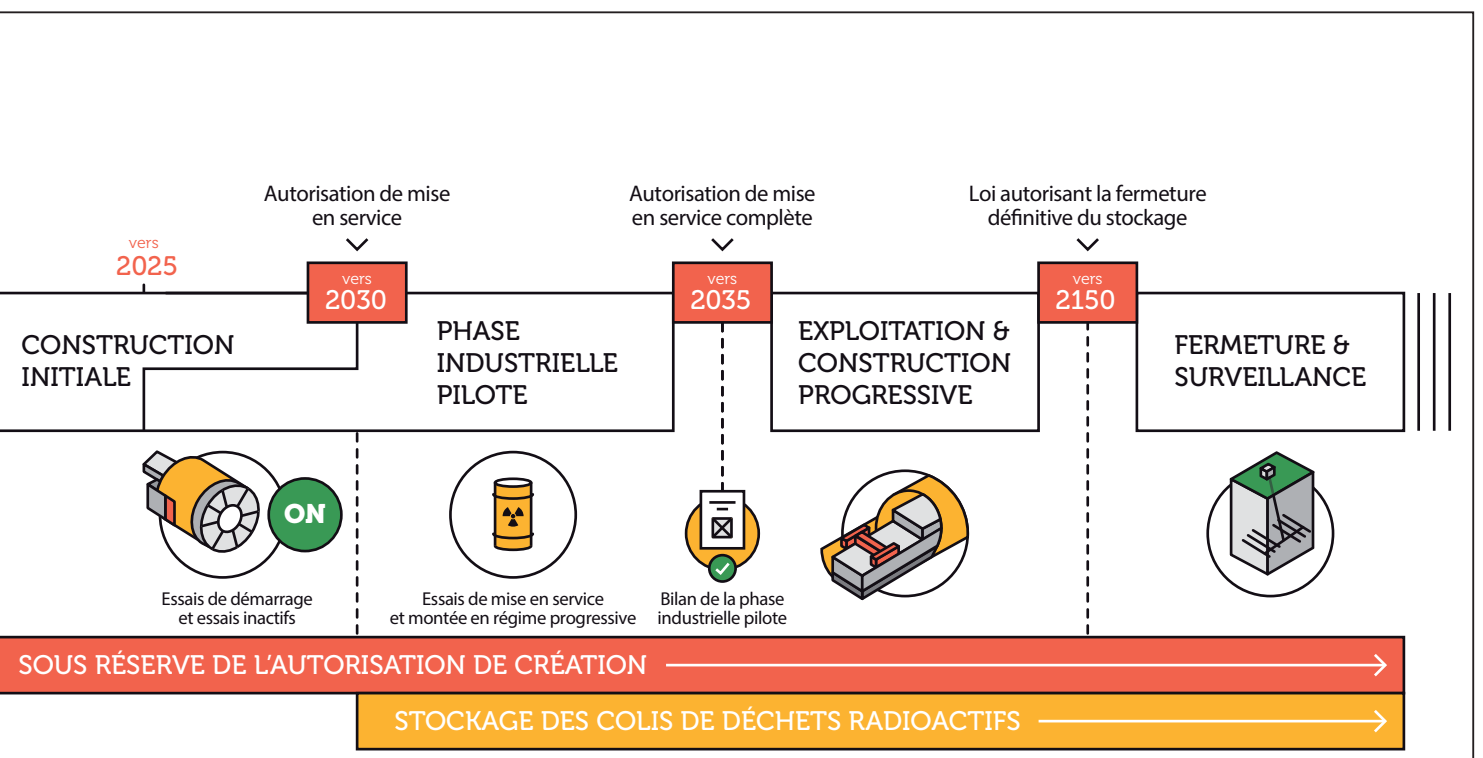 Autorisation de mise
en service
Autorisation de mise
en service complète
Loi autorisant la fermeture
définitive du stockage
vers
2025
vers
2030
vers
2035
vers
2150
CONSTRUCTION
INITIALE
PHASE
INDUSTRIELLE
PILOTE
EXPLOITATION &
CONSTRUCTION
PROGRESSIVE
FERMETURE &
SURVEILLANCE
ON
Essais de démarrage
et essais inactifs
Essais de mise en service
et montée en régime progressive
Bilan de la phase
industrielle pilote
SOUS RÉSERVE DE L'AUTORISATION DE CRÉATION
STOCKAGE DES COLIS DE DÉCHETS RADIOACTIFS